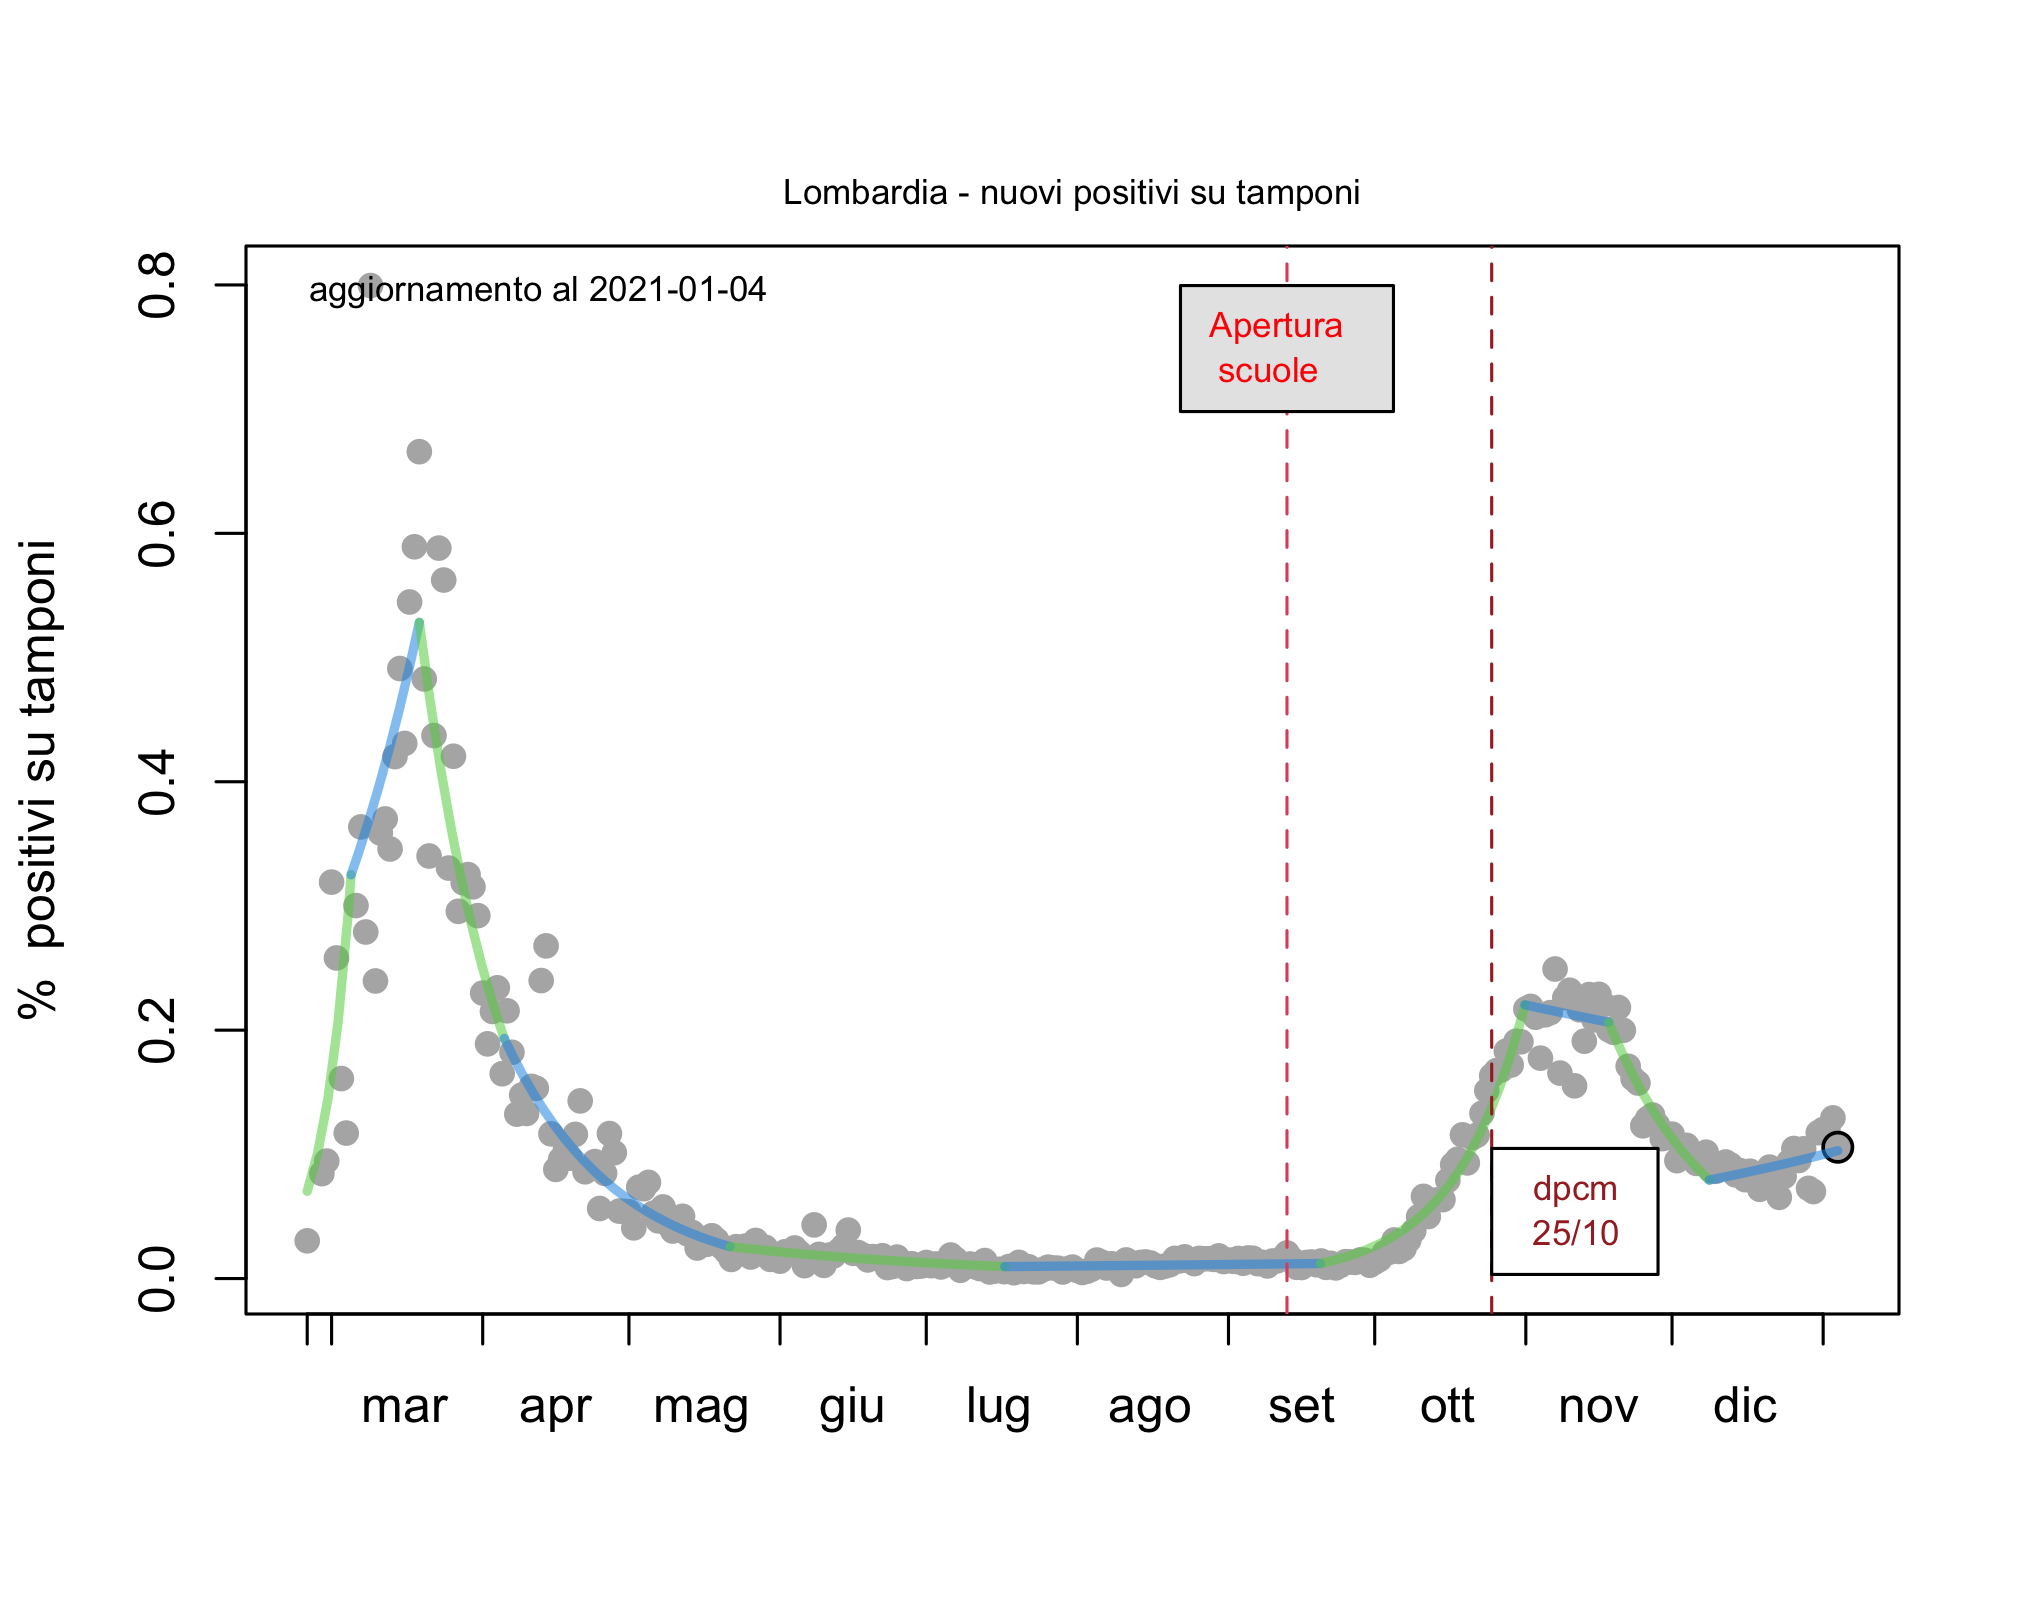 Lombardia - nuovi positivi su tamponi
aggiornamento al 2021-01-04
Apertura
scuole
dpcm
25/10
% positivi su tamponi
0.8
0.6
0.4
0.2
0.0
mar apr mag giu lug ago set ott nov dic